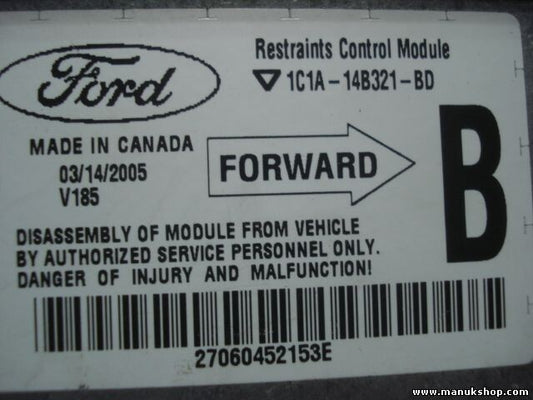 Ford
Restraints Control Module
1C1A-14B321-BD
MADE IN CANADA
03/14/2005
V185
FORWARD
B
DISASSEMBLY OF MODULE FROM VEHICLE
BY AUTHORIZED SERVICE PERSONNEL ONLY.
DANGER OF INJURY AND MALFUNCTION!
27060452153E
www.manukshop.com